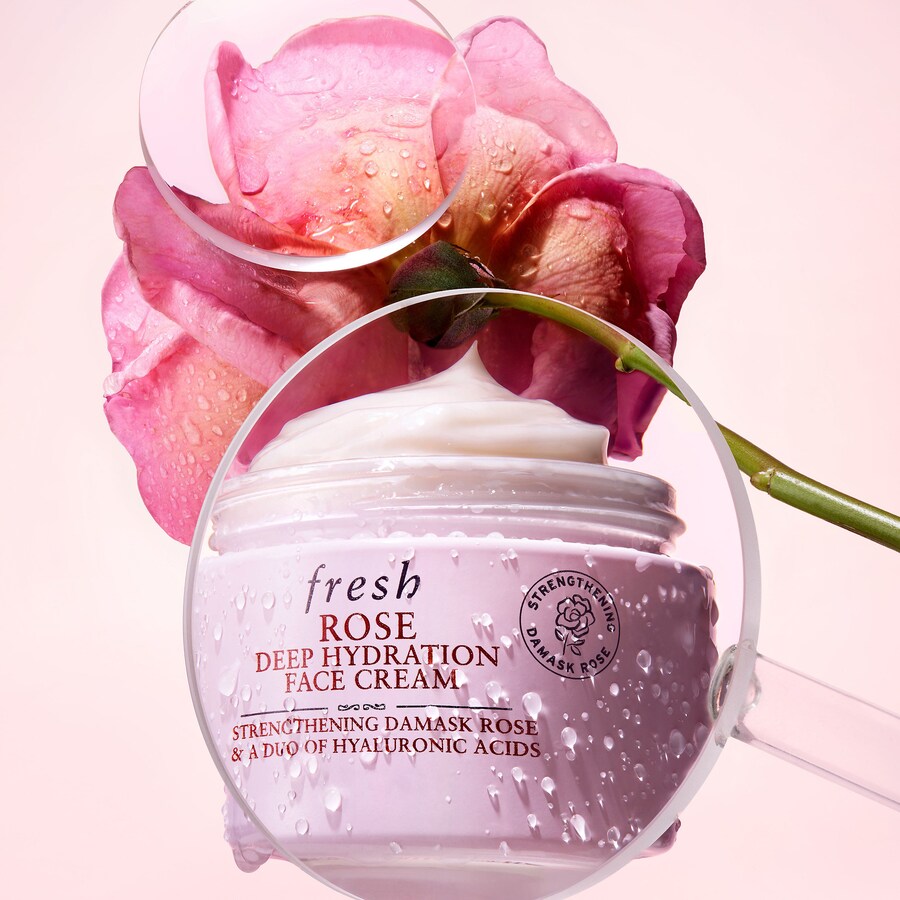 fresh
ROSE
DEEP HYDRATION
FACE CREAM
STRENGTHENING DAMASK ROSE
& A DUO OF HYALURONIC ACIDS
STRENGTHENING
DAMASK ROSE